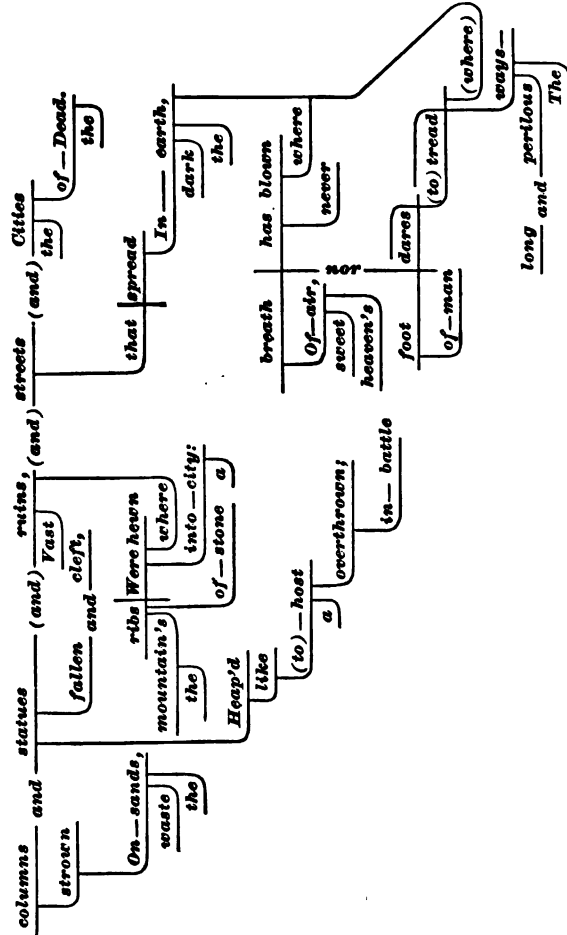 columns and statues (and) ruins, (and) streets (and) Cities
strown
fallen and cleft,
Vast
the
of—Dead.
the
On—sands,
waste
the
Heap'd
like
(to)—host
a
overthrown;
in—battle
ribs Were hewn
mountain's
the
of—stone
where
into—city:
a
that spread
In— earth,
dark
the
breath has blown
Of—air,
sweet
heaven's
never
where
nor
foot dares
of—man
(to) tread
(where)
ways—
long and perilous
The